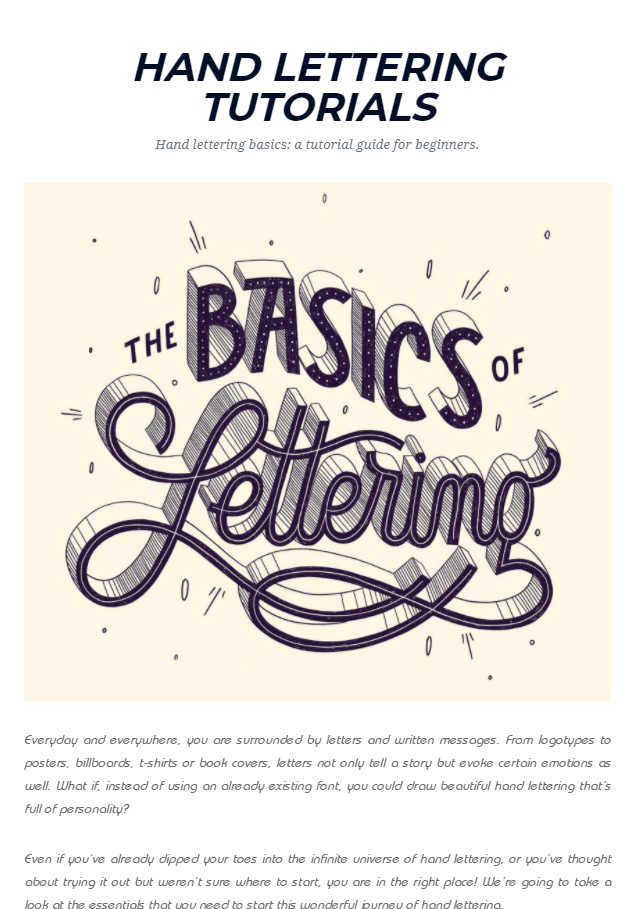 HAND LETTERING
TUTORIALS
Hand lettering basics: a tutorial guide for beginners.
THE BASICS OF
Lettering
Everyday and everywhere, you are surrounded by letters and written messages. From logotypes to
posters, billboards, t-shirts or book covers, letters not only tell a story but evoke certain emotions as
well. What if, instead of using an already existing font, you could draw beautiful hand lettering that's
full of personality?
Even if you've already dipped your toes into the infinite universe of hand lettering, or you've thought
about trying it out but weren't sure where to start, you are in the right place! We're going to take a
look at the essentials that you need to start this wonderful journey of hand lettering.